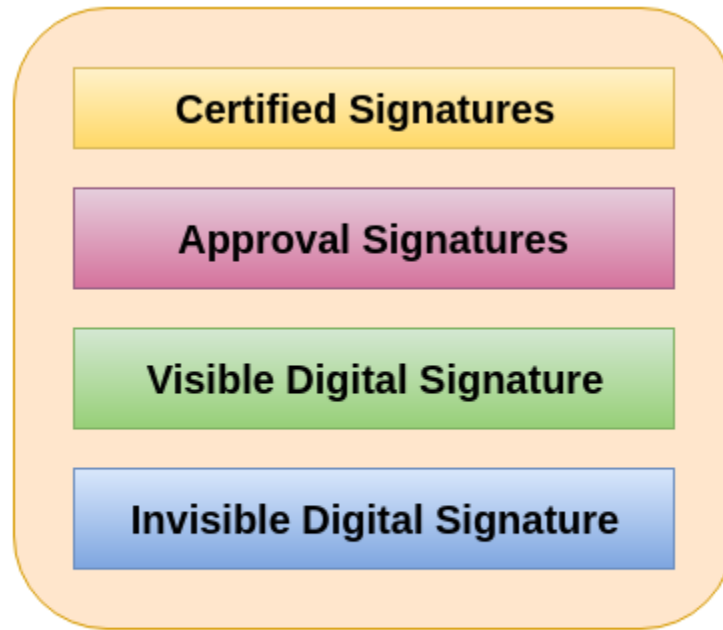 Certified Signatures
Approval Signatures
Visible Digital Signature
Invisible Digital Signature